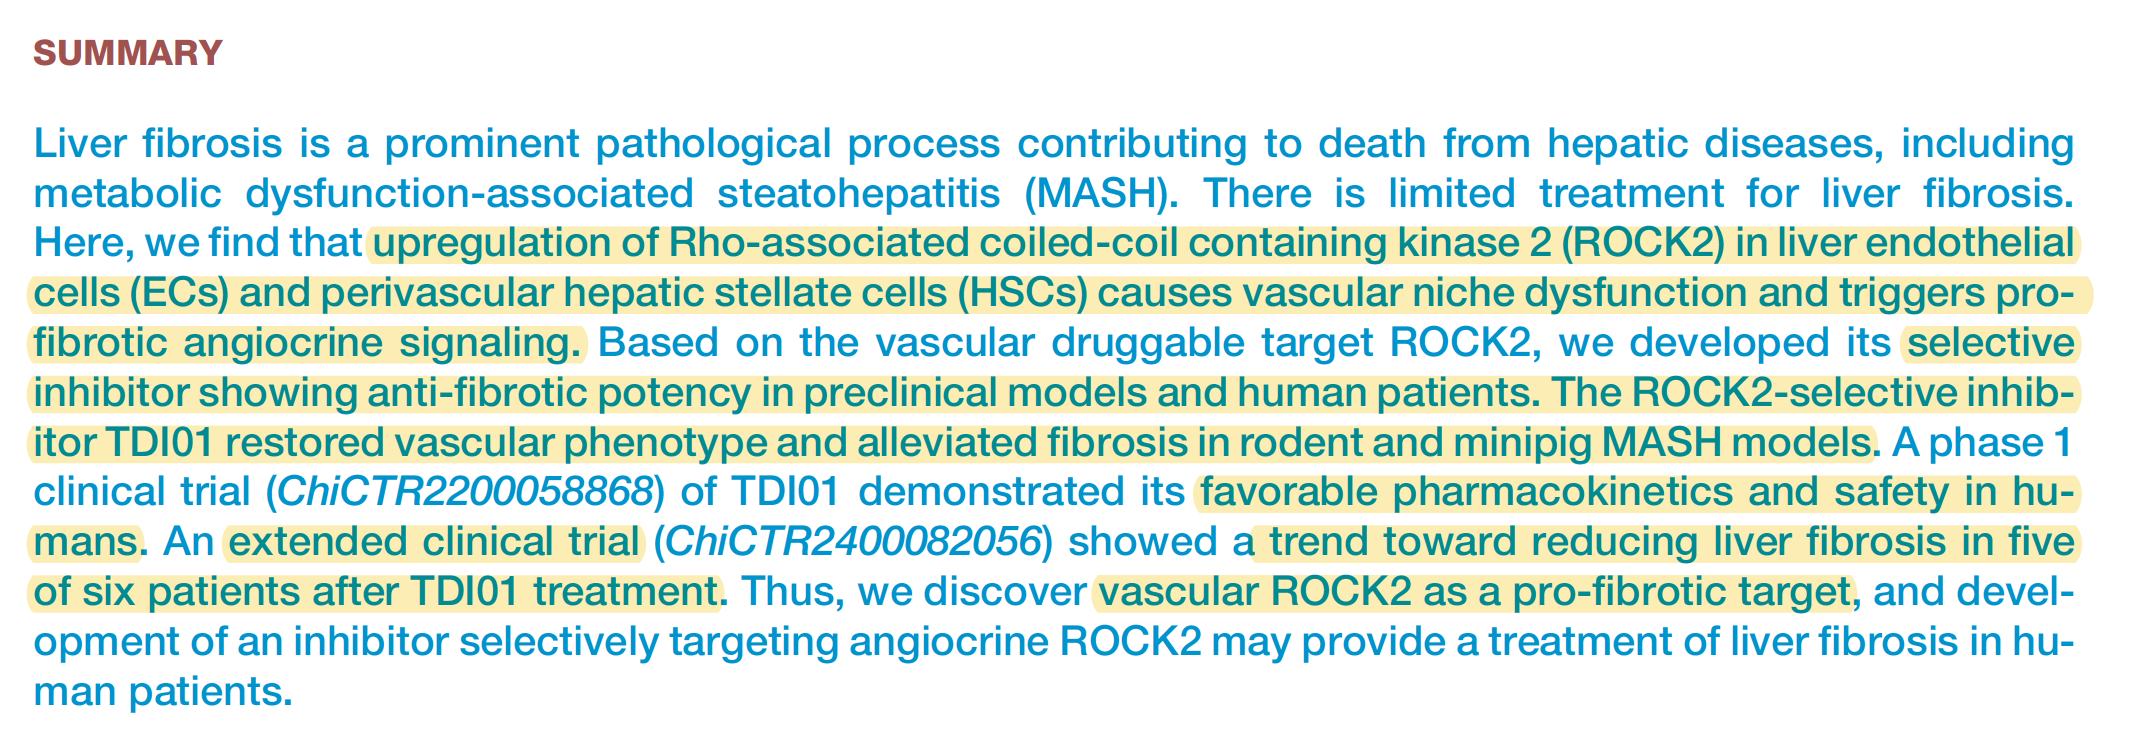 SUMMARY
Liver fibrosis is a prominent pathological process contributing to death from hepatic diseases, including
metabolic dysfunction-associated steatohepatitis (MASH). There is limited treatment for liver fibrosis.
Here, we find that upregulation of Rho-associated coiled-coil containing kinase 2 (ROCK2) in liver endothelial
cells (ECs) and perivascular hepatic stellate cells (HSCs) causes vascular niche dysfunction and triggers pro-
fibrotic angiocrine signaling. Based on the vascular druggable target ROCK2, we developed its selective
inhibitor showing anti-fibrotic potency in preclinical models and human patients. The ROCK2-selective inhib-
itor TDI01 restored vascular phenotype and alleviated fibrosis in rodent and minipig MASH models. A phase 1
clinical trial (ChiCTR2200058868) of TDI01 demonstrated its favorable pharmacokinetics and safety in hu-
mans. An extended clinical trial (ChiCTR2400082056) showed a trend toward reducing liver fibrosis in five
of six patients after TDI01 treatment. Thus, we discover vascular ROCK2 as a pro-fibrotic target, and devel-
opment of an inhibitor selectively targeting angiocrine ROCK2 may provide a treatment of liver fibrosis in hu-
man patients.